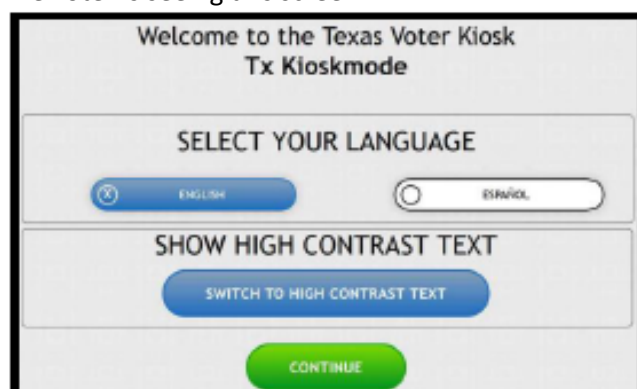 Welcome to the Texas Voter Kiosk
Tx Kioskmode
SELECT YOUR LANGUAGE
ENGLISH ESPAÑOL
SHOW HIGH CONTRAST TEXT
SWITCH TO HIGH CONTRAST TEXT
CONTINUE